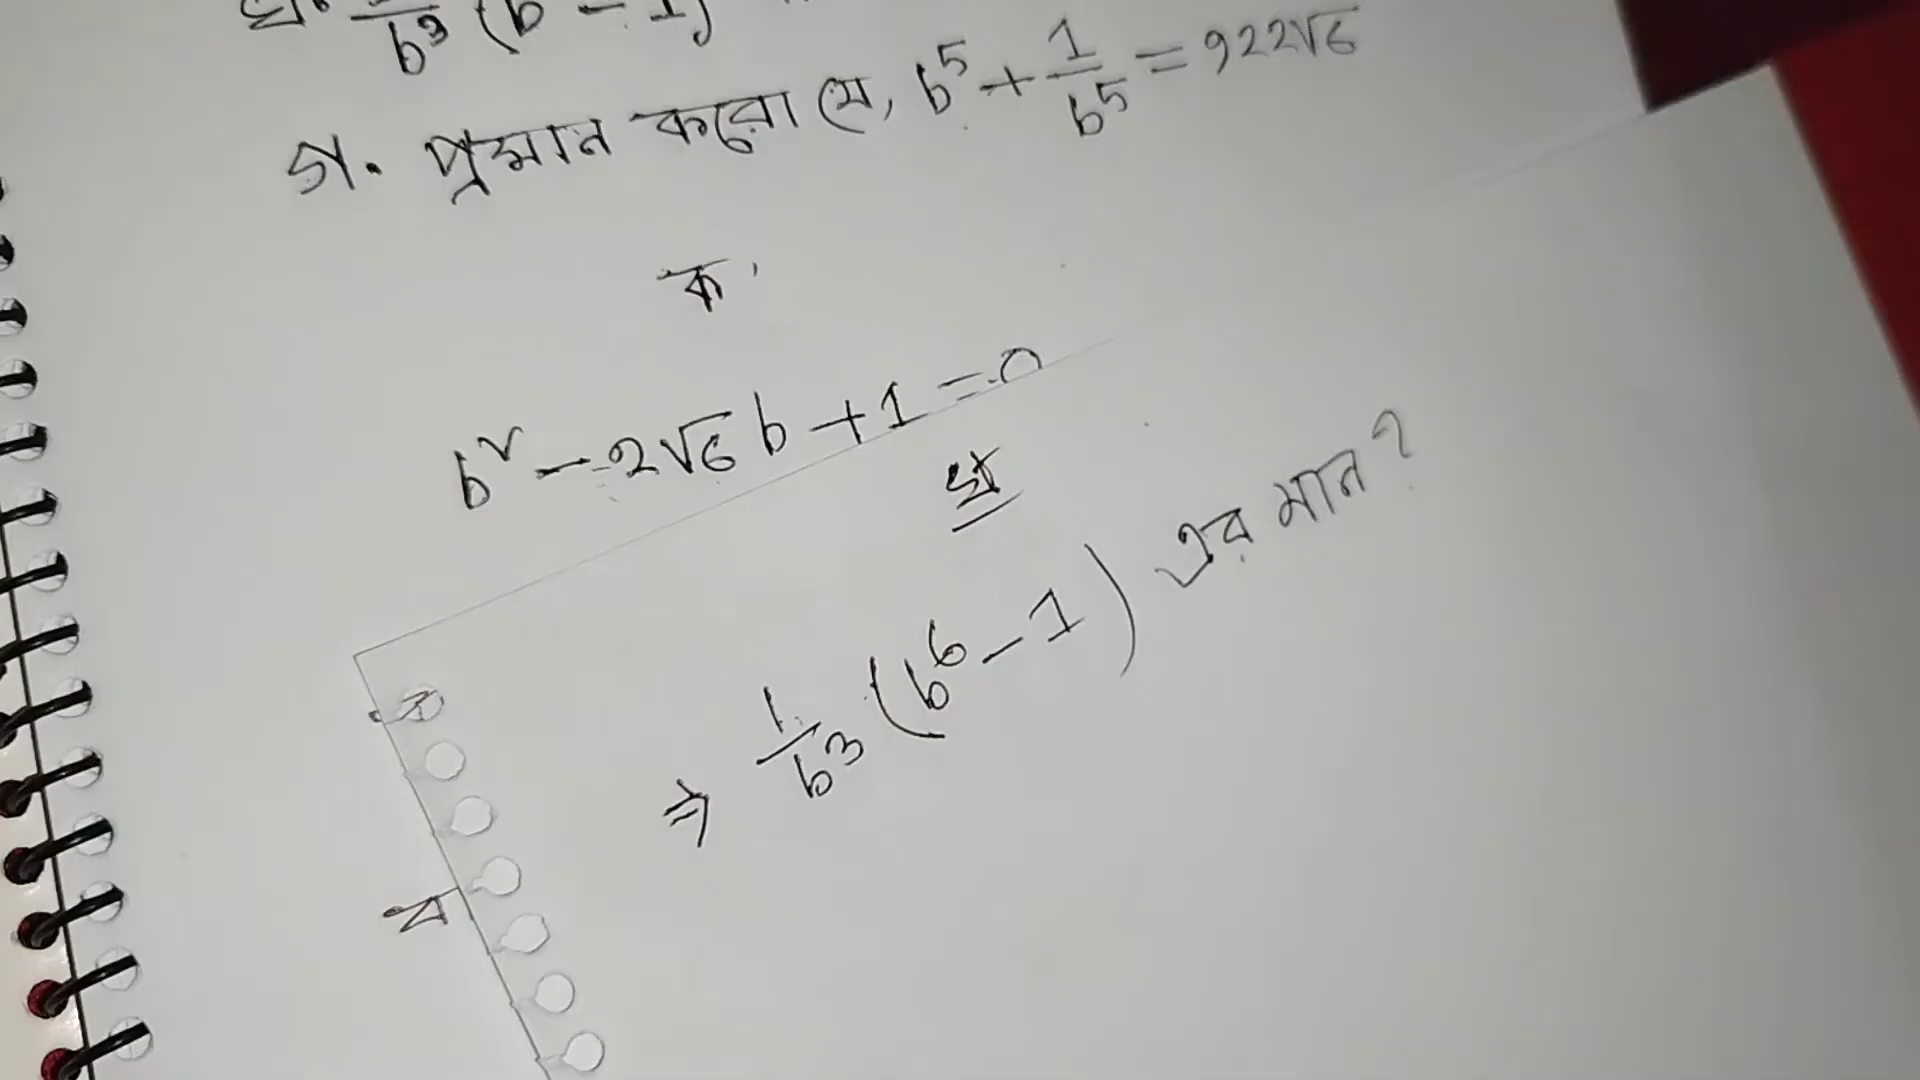 ঘ. 1/b³ (b - 1)
গ. প্রমান করো যে, b⁵ + 1/b⁵ = 922√6
ক.
b² - 2√6 b + 1 = 0
ঘ
⇒ 1/b³ (b⁶ - 1) এর মান?